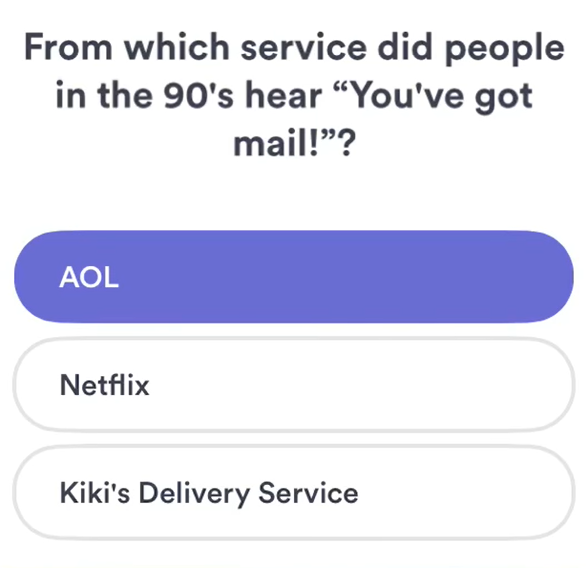 From which service did people
in the 90's hear “You've got
mail!”?
AOL
Netflix
Kiki's Delivery Service